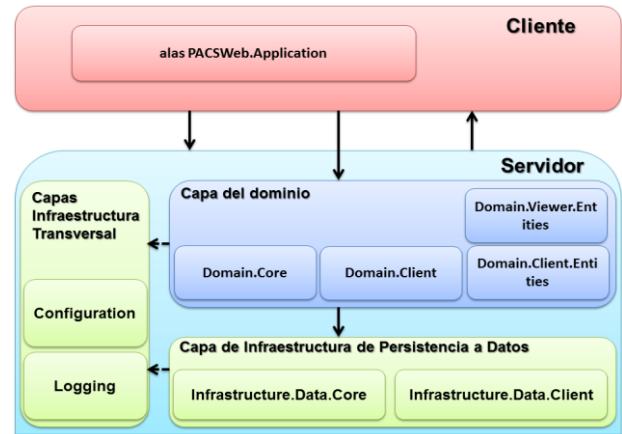 Cliente
alas PACSWeb.Application
Servidor
Capas
Infraestructura
Transversal
Configuration
Logging
Capa del dominio
Domain.Viewer.Ent
ities
Domain.Core
Domain.Client
Domain.Client.Enti
ties
Capa de Infraestructura de Persistencia a Datos
Infrastructure.Data.Core
Infrastructure.Data.Client